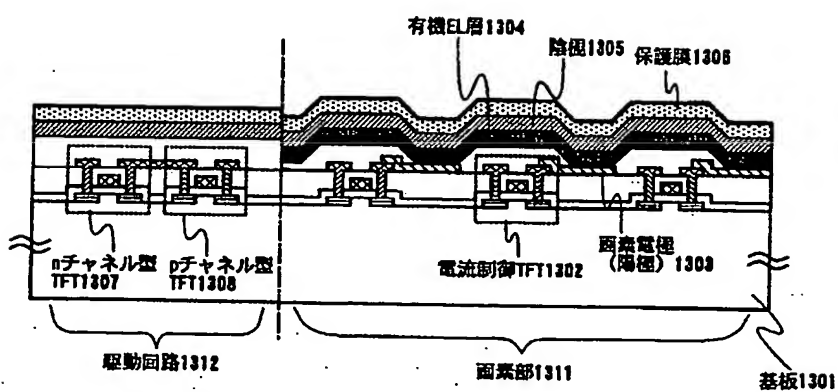 有機EL層1304
陰極1305
保護膜1306
nチャネル型
TFT1307
pチャネル型
TFT1308
電流制御TFT1302
画素電極
(陽極)1303
駆動回路1312
画素部1311
基板1301